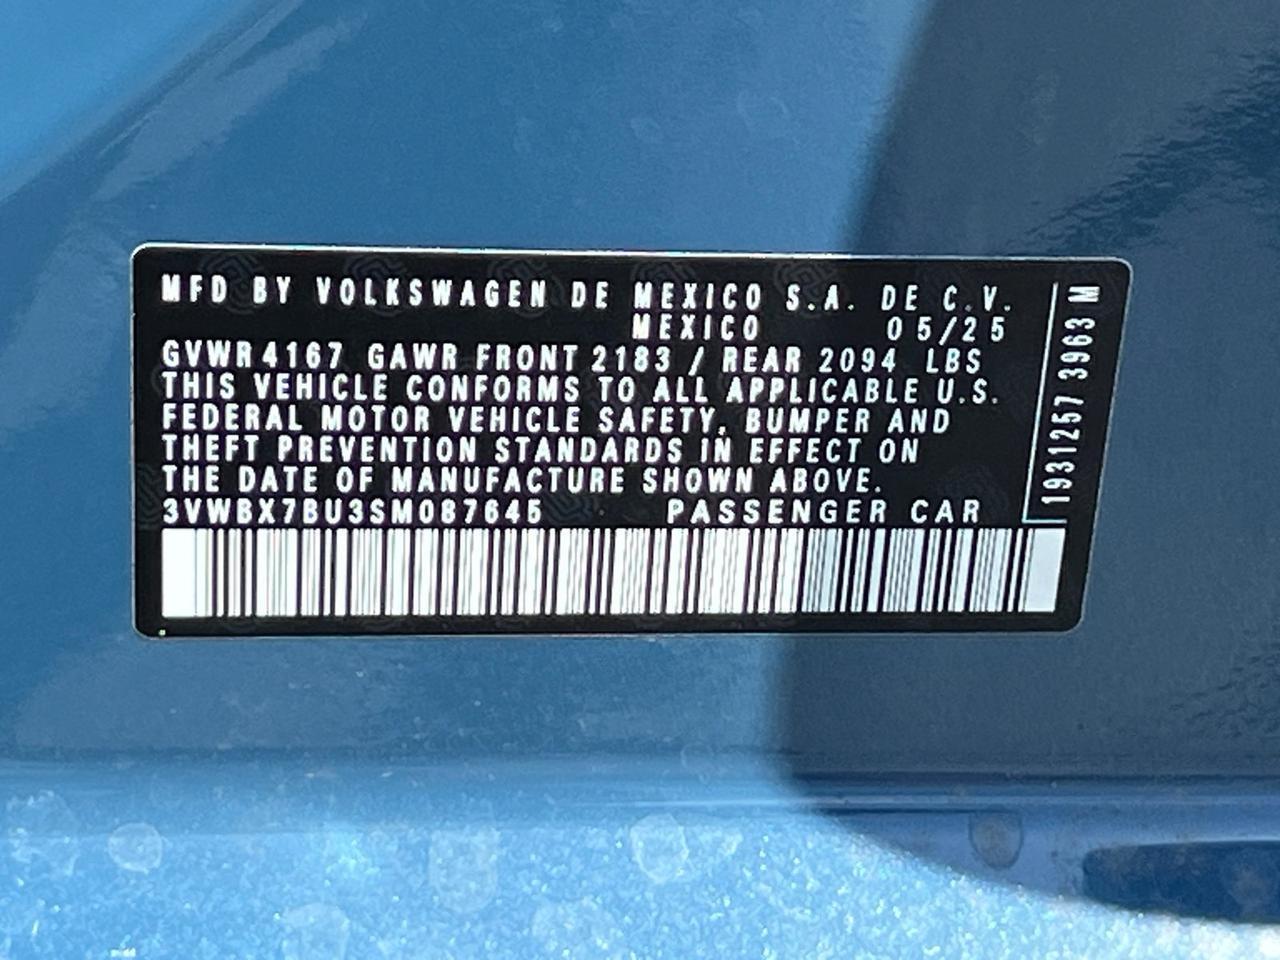 MFD BY VOLKSWAGEN DE MEXICO S.A. DE C.V.
MEXICO 05/25
GVWR 4167 GAWR FRONT 2183 / REAR 2094 LBS
THIS VEHICLE CONFORMS TO ALL APPLICABLE U.S.
FEDERAL MOTOR VEHICLE SAFETY, BUMPER AND
THEFT PREVENTION STANDARDS IN EFFECT ON
THE DATE OF MANUFACTURE SHOWN ABOVE.
3VWBX7BU3SM087645 PASSENGER CAR
1931257 3963 M